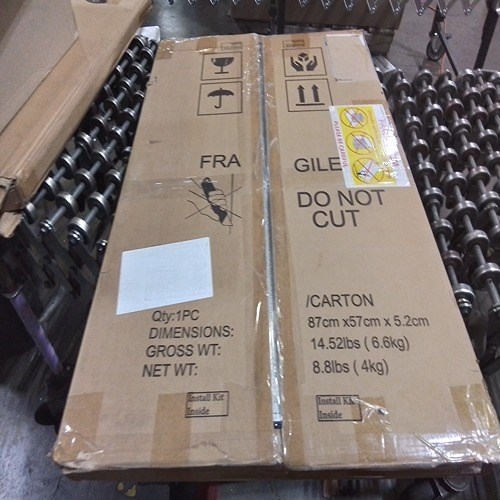 FRA GILE
DO NOT
CUT
Qty:1PC /CARTON
DIMENSIONS: 87cm x57cm x 5.2cm
GROSS WT: 14.52lbs ( 6.6kg)
NET WT: 8.8lbs ( 4kg)
Install Kit
Inside
Install Kit
Inside